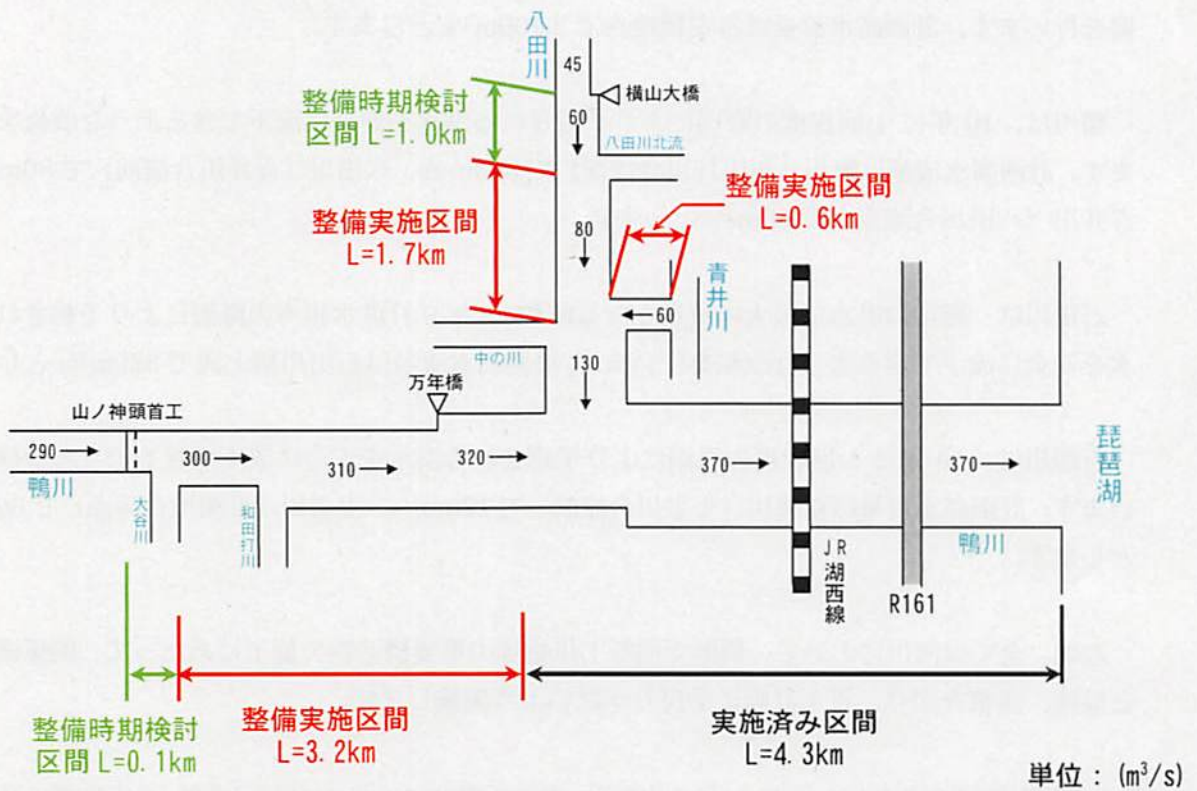 八田川
45
横山大橋
60
八田川北流
整備時期検討
区間 L=1.0km
整備実施区間
L=1.7km
整備実施区間
L=0.6km
80
青井川
60
中の川
130
万年橋
山ノ神頭首工
290
300
310
320
370
370
琵琶湖
鴨川
大谷川
和田打川
鴨川
JR湖西線
R161
整備時期検討
区間 L=0.1km
整備実施区間
L=3.2km
実施済み区間
L=4.3km
単位：(m³/s)